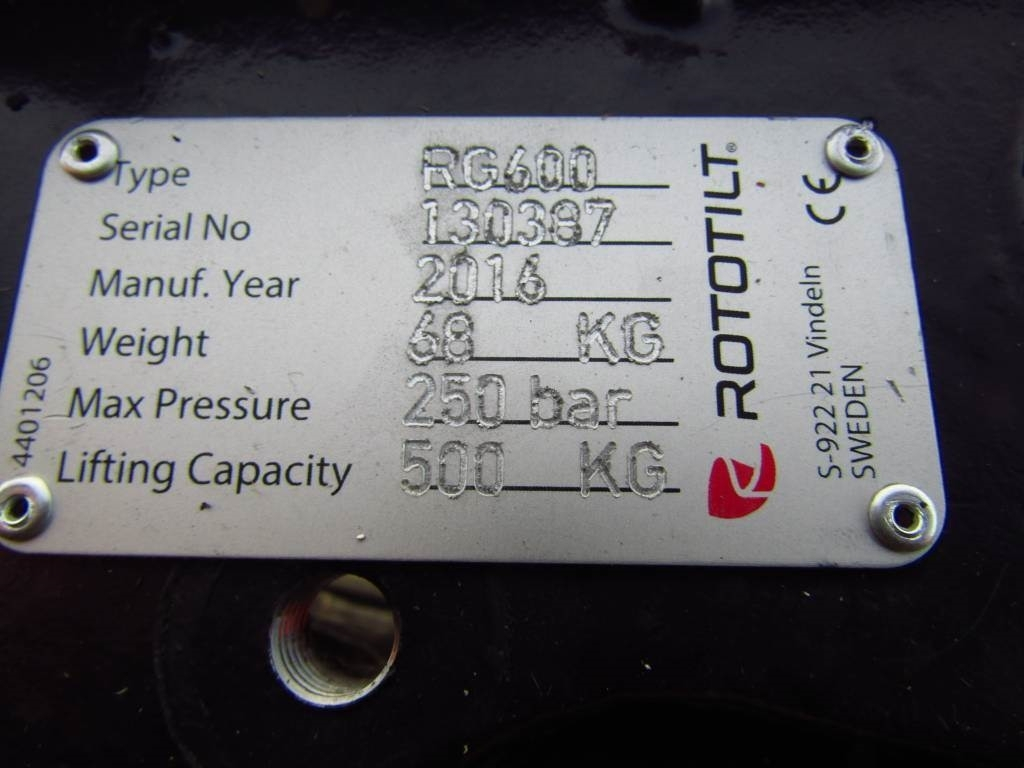 Type RG600
Serial No 130387
Manuf. Year 2016
Weight 68 KG
Max Pressure 250 bar
Lifting Capacity 500 KG
4401206
ROTOTILT®
S-922 21 Vindeln
SWEDEN
CE